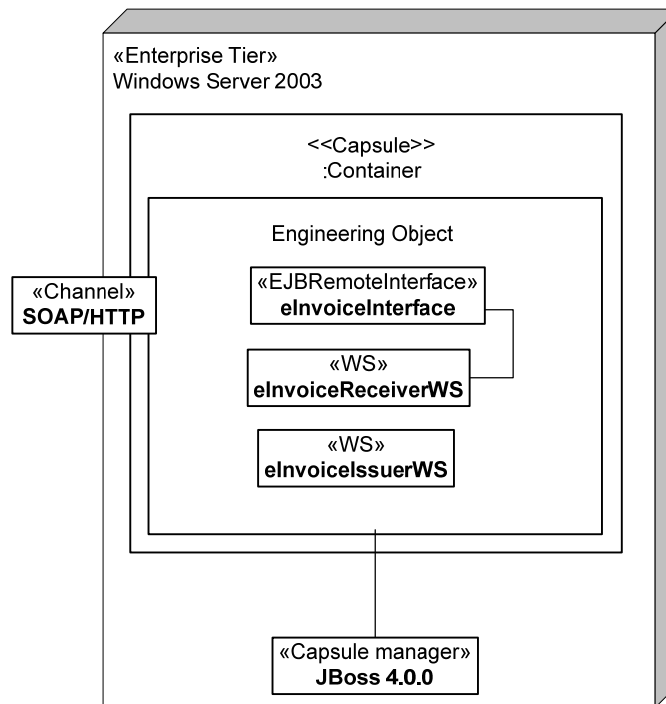 «Enterprise Tier»
Windows Server 2003
<<Capsule>>
:Container
Engineering Object
«EJBRemoteInterface»
eInvoiceInterface
«Channel»
SOAP/HTTP
«WS»
eInvoiceReceiverWS
«WS»
eInvoiceIssuerWS
«Capsule manager»
JBoss 4.0.0